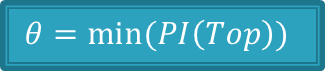 θ = min(PI(Top))